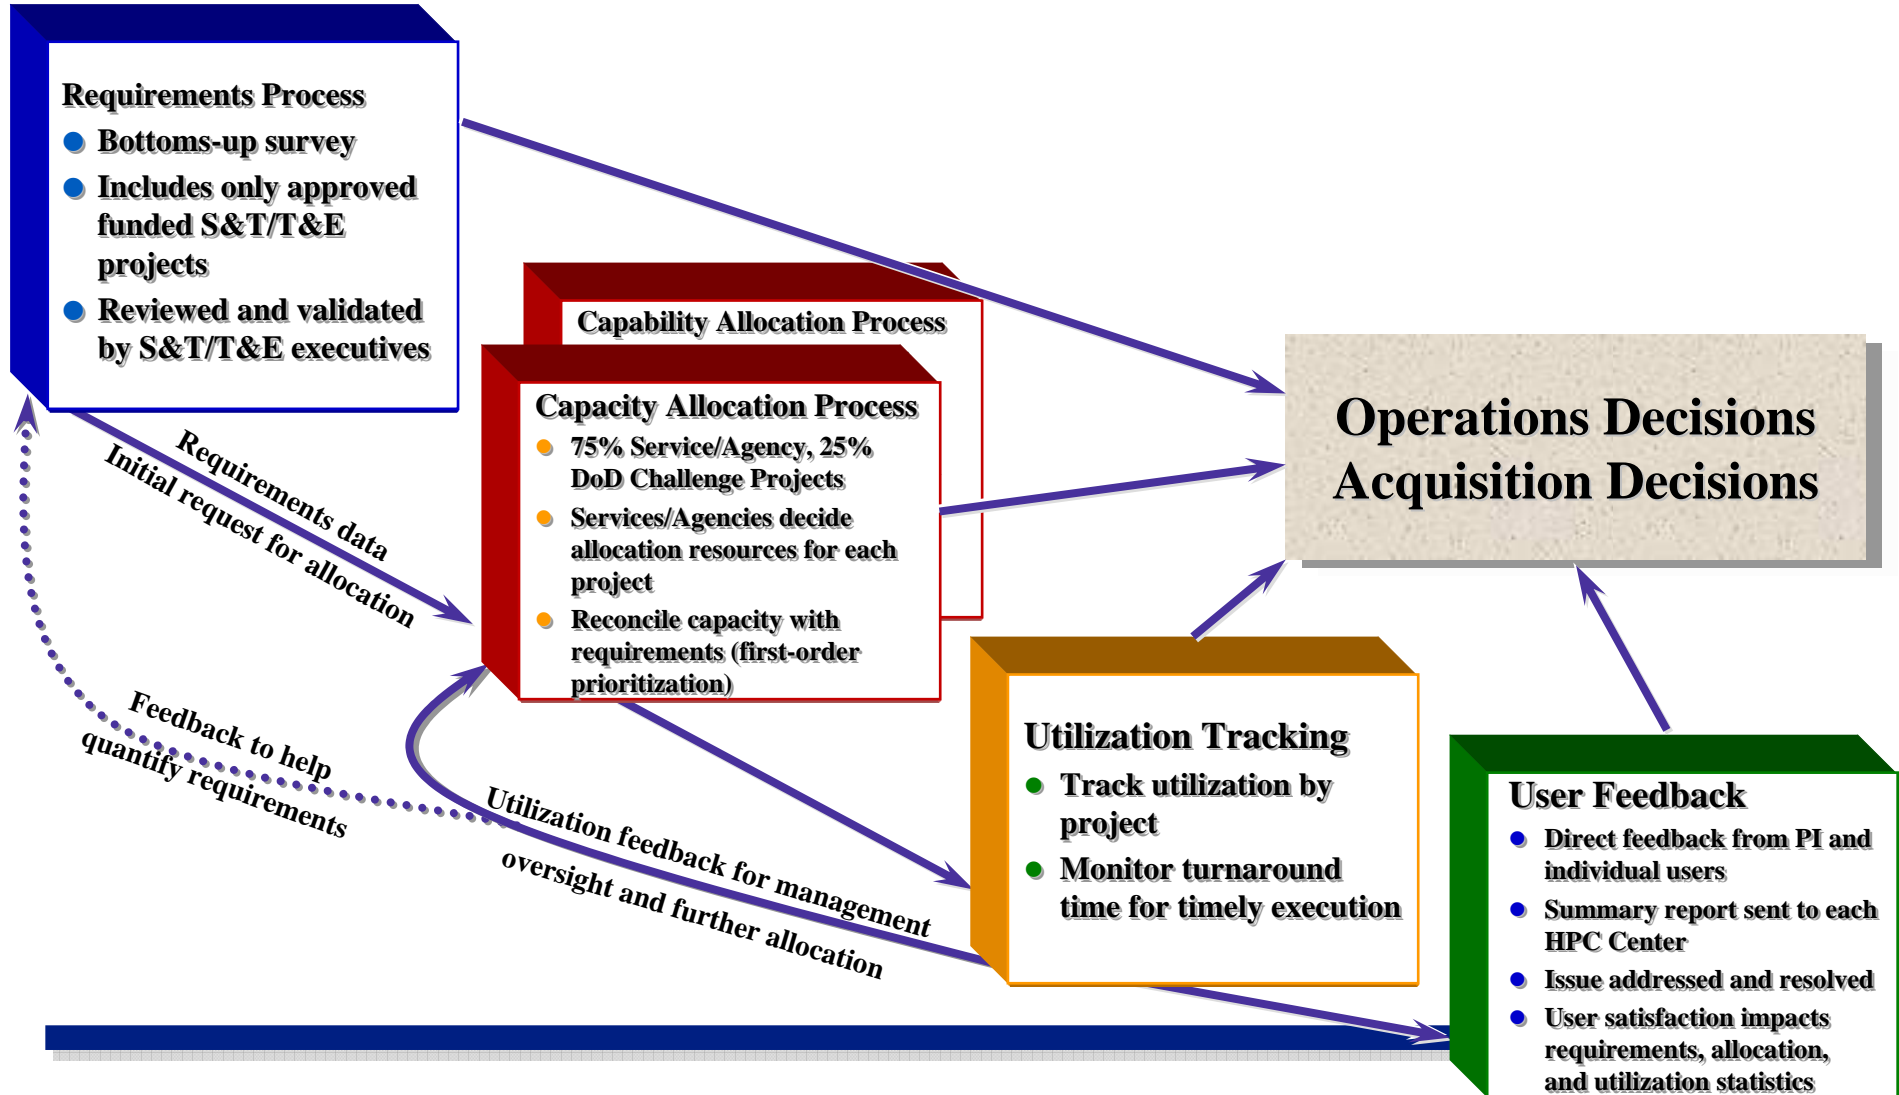 Requirements Process
Bottoms-up survey
Includes only approved
funded S&T/T&E
projects
Reviewed and validated
by S&T/T&E executives
Capability Allocation Process
Capacity Allocation Process
75% Service/Agency, 25%
DoD Challenge Projects
Services/Agencies decide
allocation resources for each
project
Reconcile capacity with
requirements (first-order
prioritization)
Operations Decisions
Acquisition Decisions
Requirements data
Initial request for allocation
Feedback to help
quantify requirements
Utilization feedback for management
oversight and further allocation
Utilization Tracking
Track utilization by
project
Monitor turnaround
time for timely execution
User Feedback
Direct feedback from PI and
individual users
Summary report sent to each
HPC Center
Issue addressed and resolved
User satisfaction impacts
requirements, allocation,
and utilization statistics